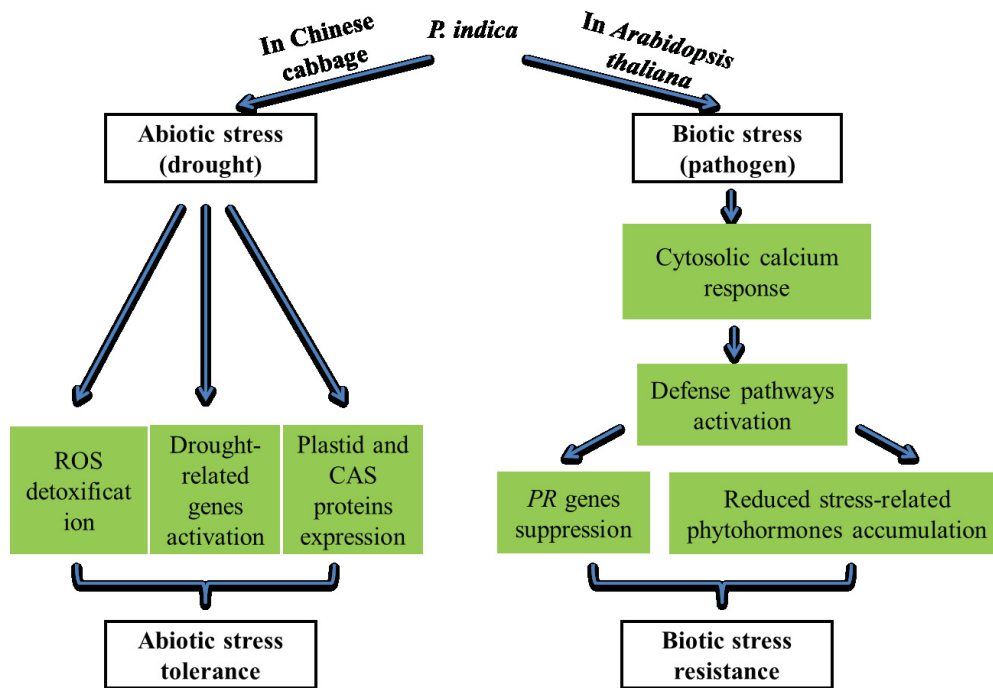 In Chinese
cabbage
P. indica
In Arabidopsis
thaliana
Abiotic stress
(drought)
Biotic stress
(pathogen)
Cytosolic calcium
response
Defense pathways
activation
ROS
detoxificat
ion
Drought-
related
genes
activation
Plastid and
CAS
proteins
expression
PR genes
suppression
Reduced stress-related
phytohormones accumulation
Abiotic stress
tolerance
Biotic stress
resistance